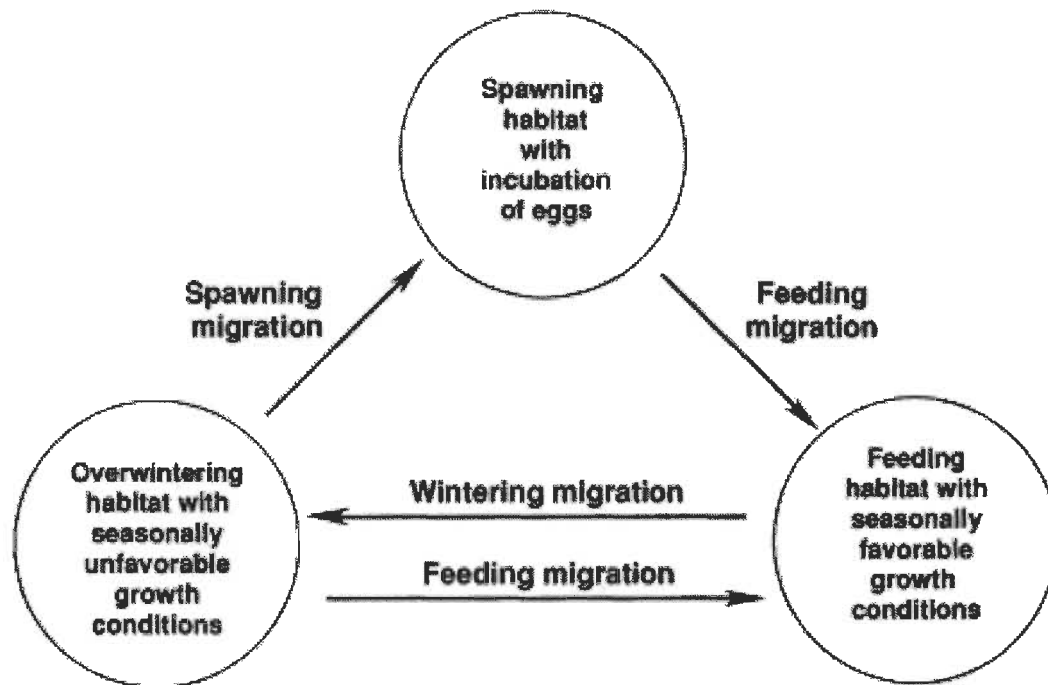 Spawning
habitat
with
incubation
of eggs
Spawning
migration
Feeding
migration
Overwintering
habitat with
seasonally
unfavorable
growth
conditions
Wintering migration
Feeding migration
Feeding
habitat with
seasonally
favorable
growth
conditions